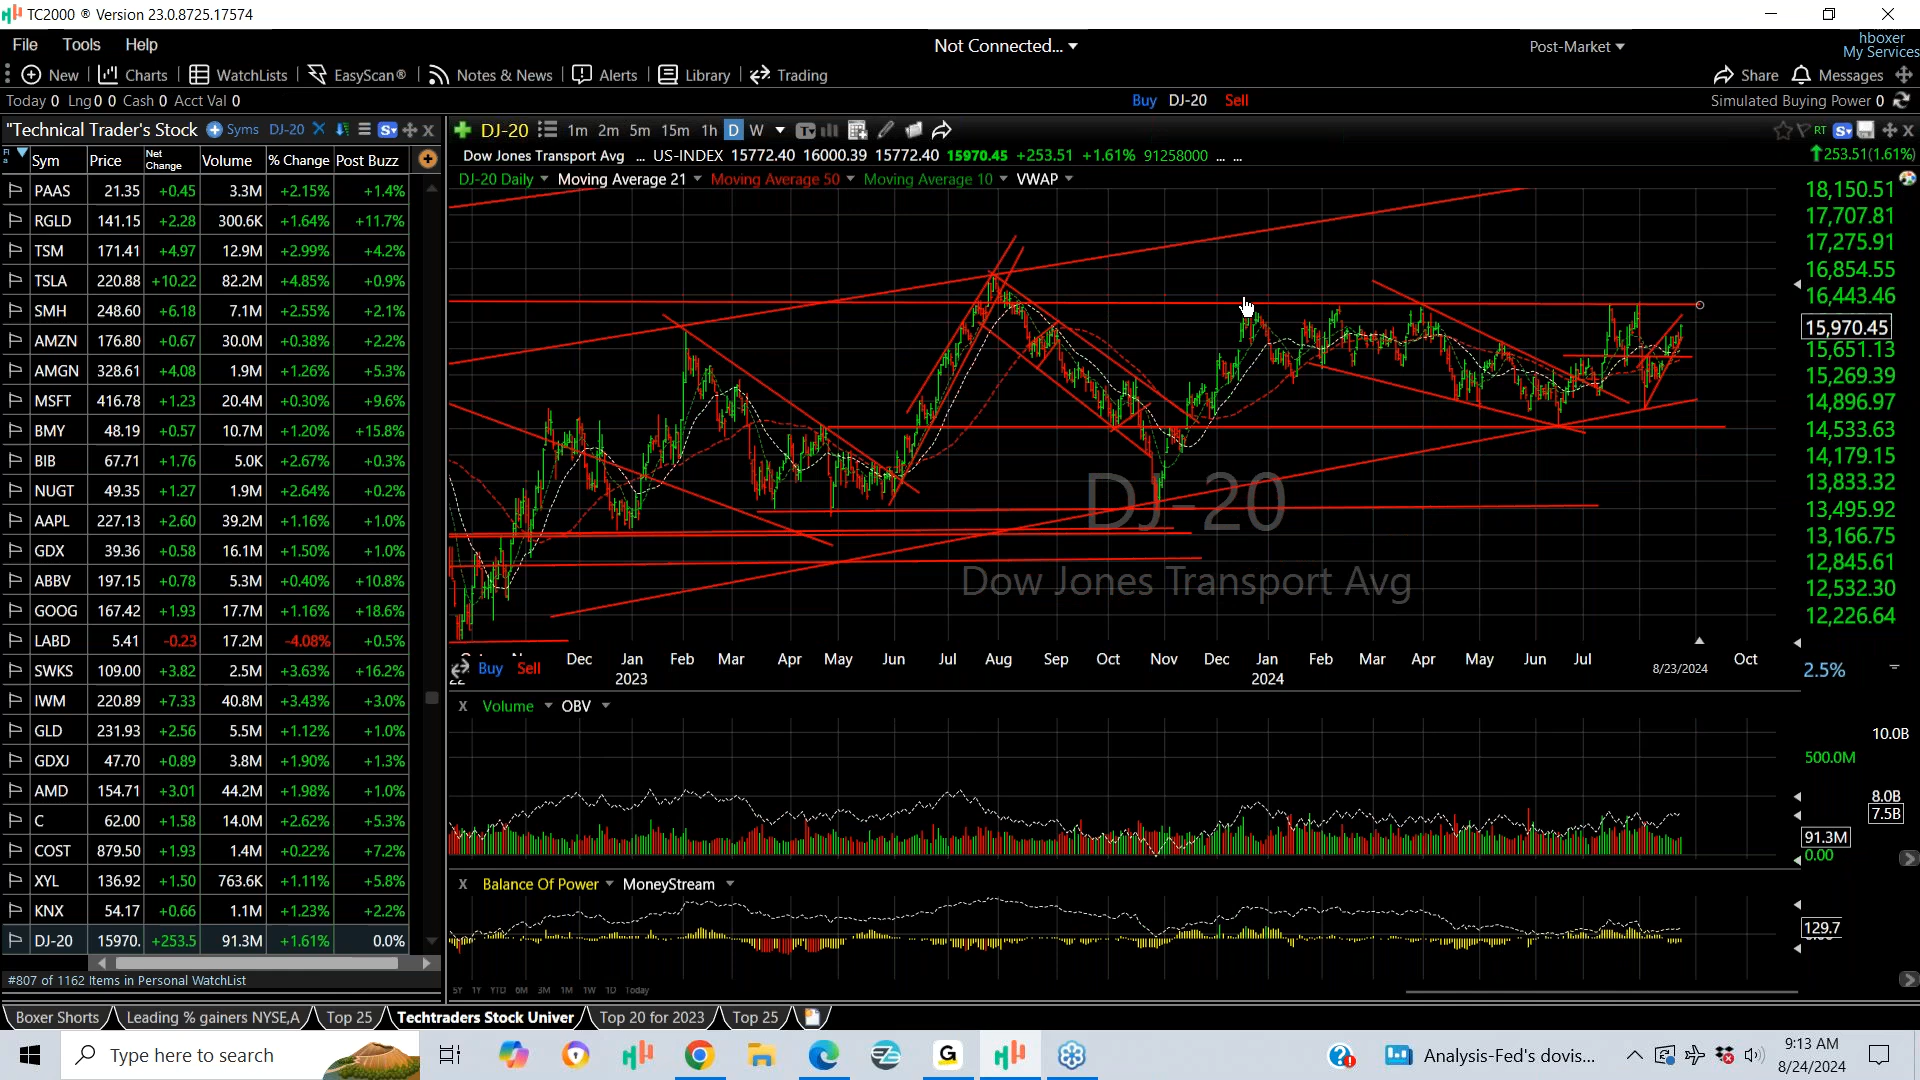 TC2000 ® Version 23.0.8725.17574
File Tools Help
Not Connected...
Post-Market
hboxer
My Services
New Charts WatchLists EasyScan® Notes & News Alerts Library Trading
Share Messages
Today 0 Lng 0 0 Cash 0 Acct Val 0
Buy DJ-20 Sell
Simulated Buying Power 0
"Technical Trader's Stock Syms DJ-20
DJ-20 1m 2m 5m 15m 1h D W
RT
Dow Jones Transport Avg ... US-INDEX 15772.40 16000.39 15772.40 15970.45 +253.51 +1.61% 91258000 ... ...
253.51(1.61%)
DJ-20 Daily Moving Average 21 Moving Average 50 Moving Average 10 VWAP
Sym Price Net Change Volume % Change Post Buzz
PAAS 21.35 +0.45 3.3M +2.15% +1.4%
RGLD 141.15 +2.28 300.6K +1.64% +11.7%
TSM 171.41 +4.97 12.9M +2.99% +4.2%
TSLA 220.88 +10.22 82.2M +4.85% +0.9%
SMH 248.60 +6.18 7.1M +2.55% +2.1%
AMZN 176.80 +0.67 30.0M +0.38% +2.2%
AMGN 328.61 +4.08 1.9M +1.26% +5.3%
MSFT 416.78 +1.23 20.4M +0.30% +9.6%
BMY 48.19 +0.57 10.7M +1.20% +15.8%
BIB 67.71 +1.76 5.0K +2.67% +0.3%
NUGT 49.35 +1.27 1.9M +2.64% +0.2%
AAPL 227.13 +2.60 39.2M +1.16% +1.0%
GDX 39.36 +0.58 16.1M +1.50% +1.0%
ABBV 197.15 +0.78 5.3M +0.40% +10.8%
GOOG 167.42 +1.93 17.7M +1.16% +18.6%
LABD 5.41 -0.23 17.2M -4.08% +0.5%
SWKS 109.00 +3.82 2.5M +3.63% +16.2%
IWM 220.89 +7.33 40.8M +3.43% +3.0%
GLD 231.93 +2.56 5.5M +1.12% +1.0%
GDXJ 47.70 +0.89 3.8M +1.90% +1.3%
AMD 154.71 +3.01 44.2M +1.98% +1.0%
C 62.00 +1.58 14.0M +2.62% +5.3%
COST 879.50 +1.93 1.4M +0.22% +7.2%
XYL 136.92 +1.50 763.6K +1.11% +5.8%
KNX 54.17 +0.66 1.1M +1.23% +2.2%
DJ-20 15970. +253.5 91.3M +1.61% 0.0%
#807 of 1162 Items in Personal WatchList
18,150.51
17,707.81
17,275.91
16,854.55
16,443.46
15,970.45
15,651.13
15,269.39
14,896.97
14,533.63
14,179.15
13,833.32
13,495.92
13,166.75
12,845.61
12,532.30
12,226.64
DJ-20
Dow Jones Transport Avg
Dec Jan Feb Mar Apr May Jun Jul Aug Sep Oct Nov Dec Jan Feb Mar Apr May Jun Jul 8/23/2024 Oct
22 Buy Sell 2023 2024
2.5%
X Volume OBV
10.0B
500.0M
8.0B
7.5B
91.3M
0.00
X Balance Of Power MoneyStream
129.7
5Y 1Y YTD 6M 3M 1M 1W 1D Today
Boxer Shorts Leading % gainers NYSE,A Top 25 Techtraders Stock Univer Top 20 for 2023 Top 25
Type here to search
Analysis-Fed's dovis...
9:13 AM
8/24/2024